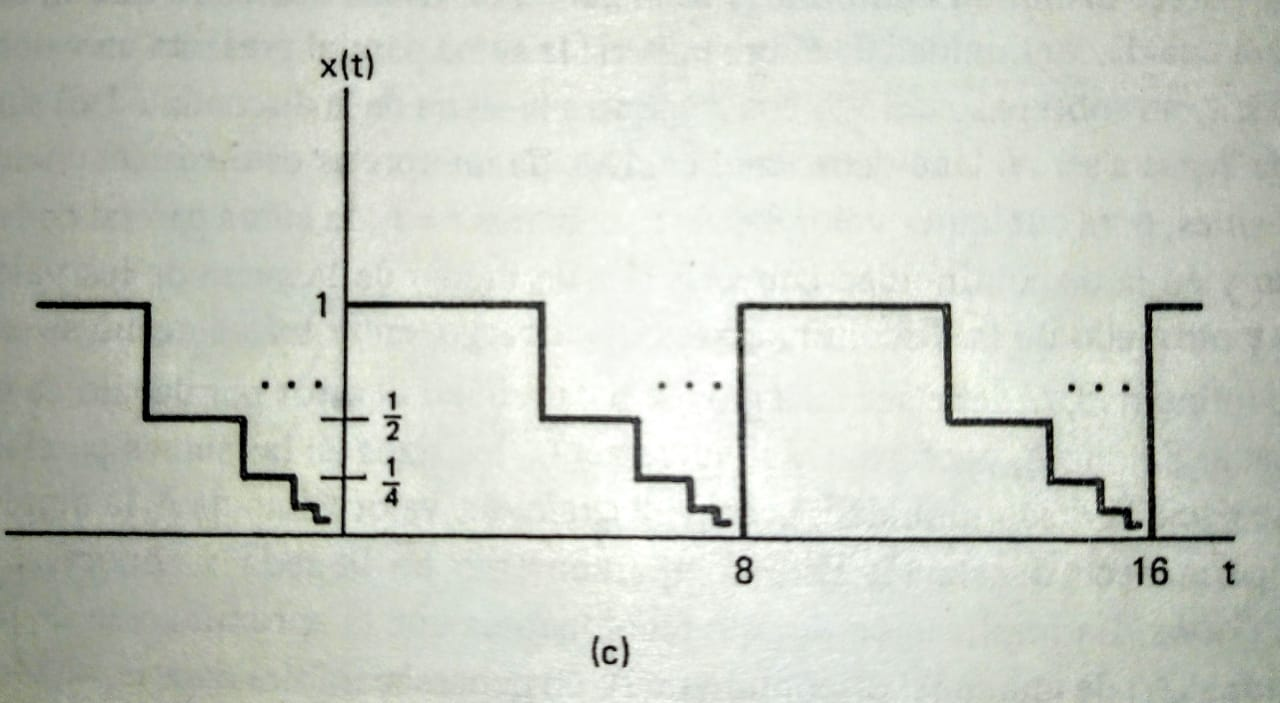 x(t)
1
. . .
. . .
. . .
1/2
1/4
8
16
t
(c)